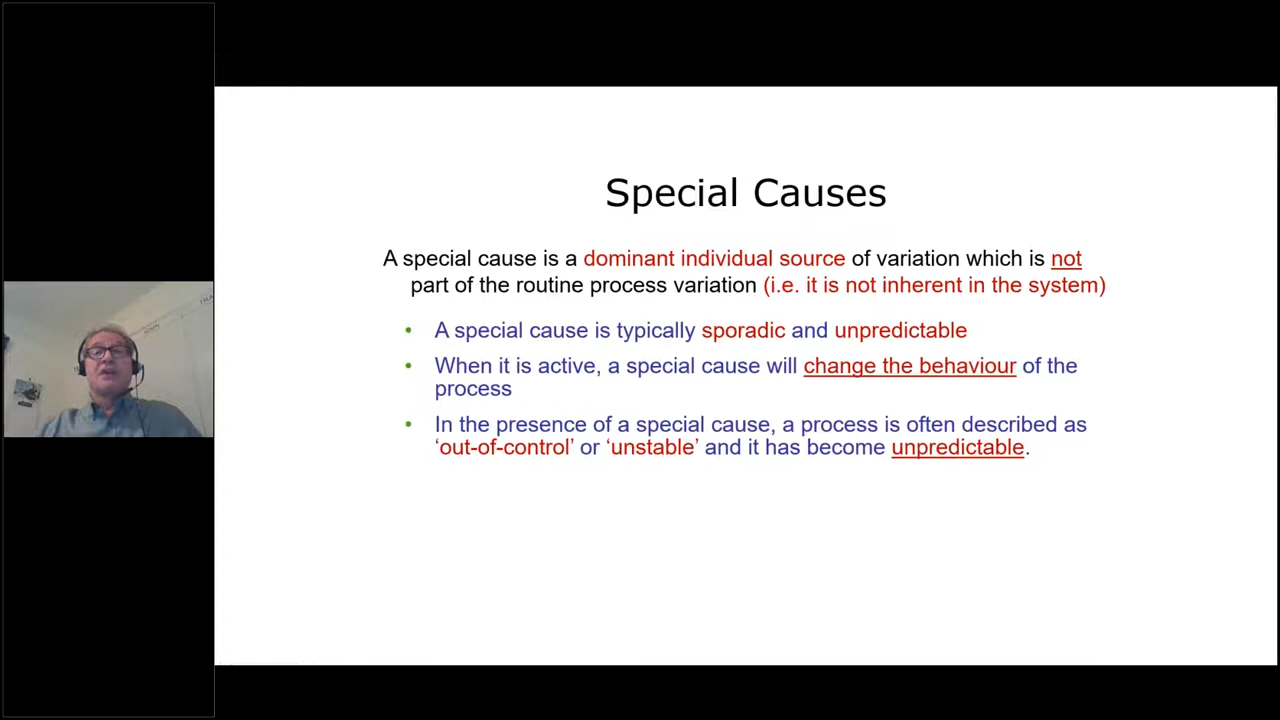 Special Causes
A special cause is a dominant individual source of variation which is not
part of the routine process variation (i.e. it is not inherent in the system)
• A special cause is typically sporadic and unpredictable
• When it is active, a special cause will change the behaviour of the
process
• In the presence of a special cause, a process is often described as
‘out-of-control’ or ‘unstable’ and it has become unpredictable.